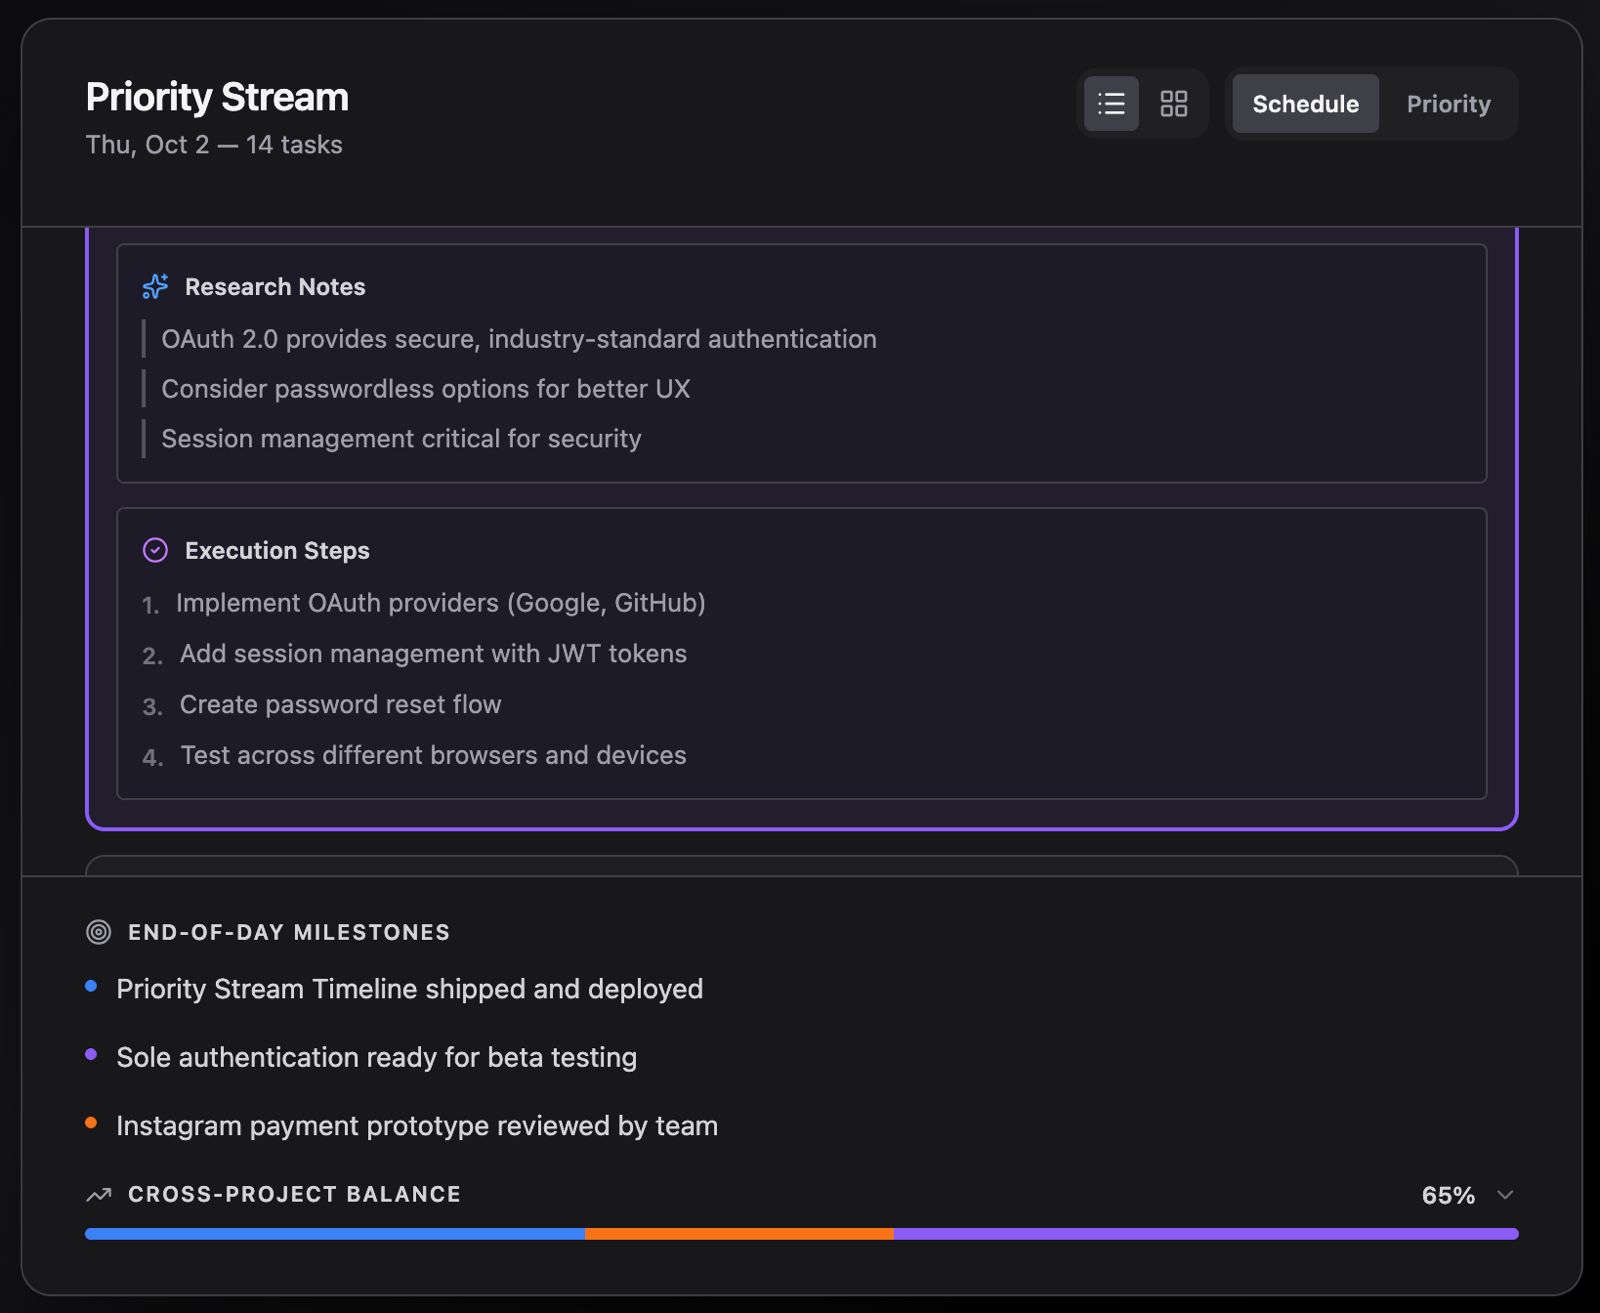 Priority Stream
Thu, Oct 2 — 14 tasks
Schedule
Priority
Research Notes
OAuth 2.0 provides secure, industry-standard authentication
Consider passwordless options for better UX
Session management critical for security
Execution Steps
1. Implement OAuth providers (Google, GitHub)
2. Add session management with JWT tokens
3. Create password reset flow
4. Test across different browsers and devices
END-OF-DAY MILESTONES
Priority Stream Timeline shipped and deployed
Sole authentication ready for beta testing
Instagram payment prototype reviewed by team
CROSS-PROJECT BALANCE
65%